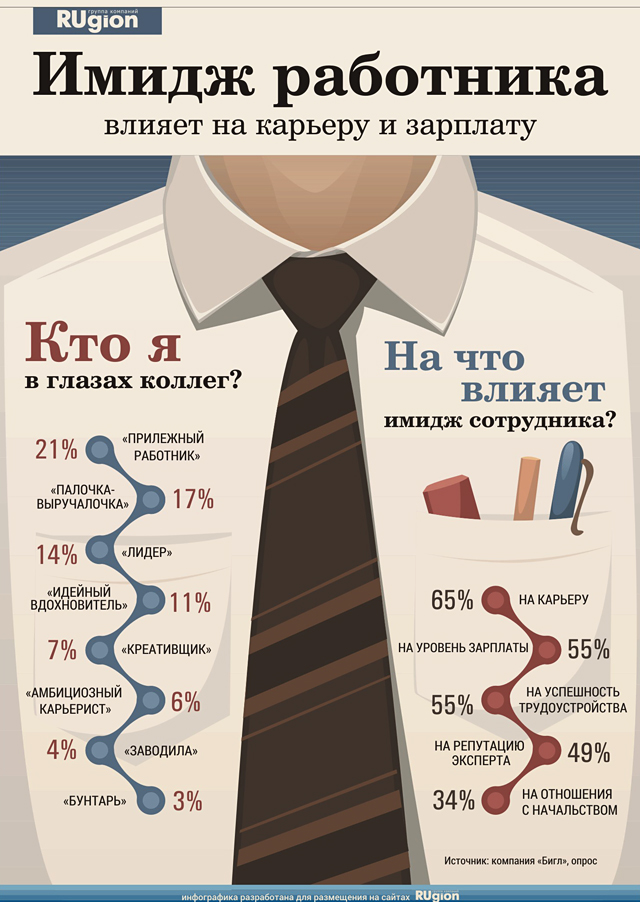 группа компаний
RUgion
Имидж работника
влияет на карьеру и зарплату
Кто я
в глазах коллег?
21%
«ПРИЛЕЖНЫЙ
РАБОТНИК»
«ПАЛОЧКА-
ВЫРУЧАЛОЧКА»
17%
14%
«ЛИДЕР»
«ИДЕЙНЫЙ
ВДОХНОВИТЕЛЬ»
11%
7%
«КРЕАТИВЩИК»
«АМБИЦИОЗНЫЙ
КАРЬЕРИСТ»
6%
4%
«ЗАВОДИЛА»
«БУНТАРЬ»
3%
На что
влияет
имидж сотрудника?
65%
НА КАРЬЕРУ
НА УРОВЕНЬ ЗАРПЛАТЫ
55%
55%
НА УСПЕШНОСТЬ
ТРУДОУСТРОЙСТВА
НА РЕПУТАЦИЮ
ЭКСПЕРТА
49%
34%
НА ОТНОШЕНИЯ
С НАЧАЛЬСТВОМ
Источник: компания «Бигл», опрос
инфографика разработана для размещения на сайтах RUgion